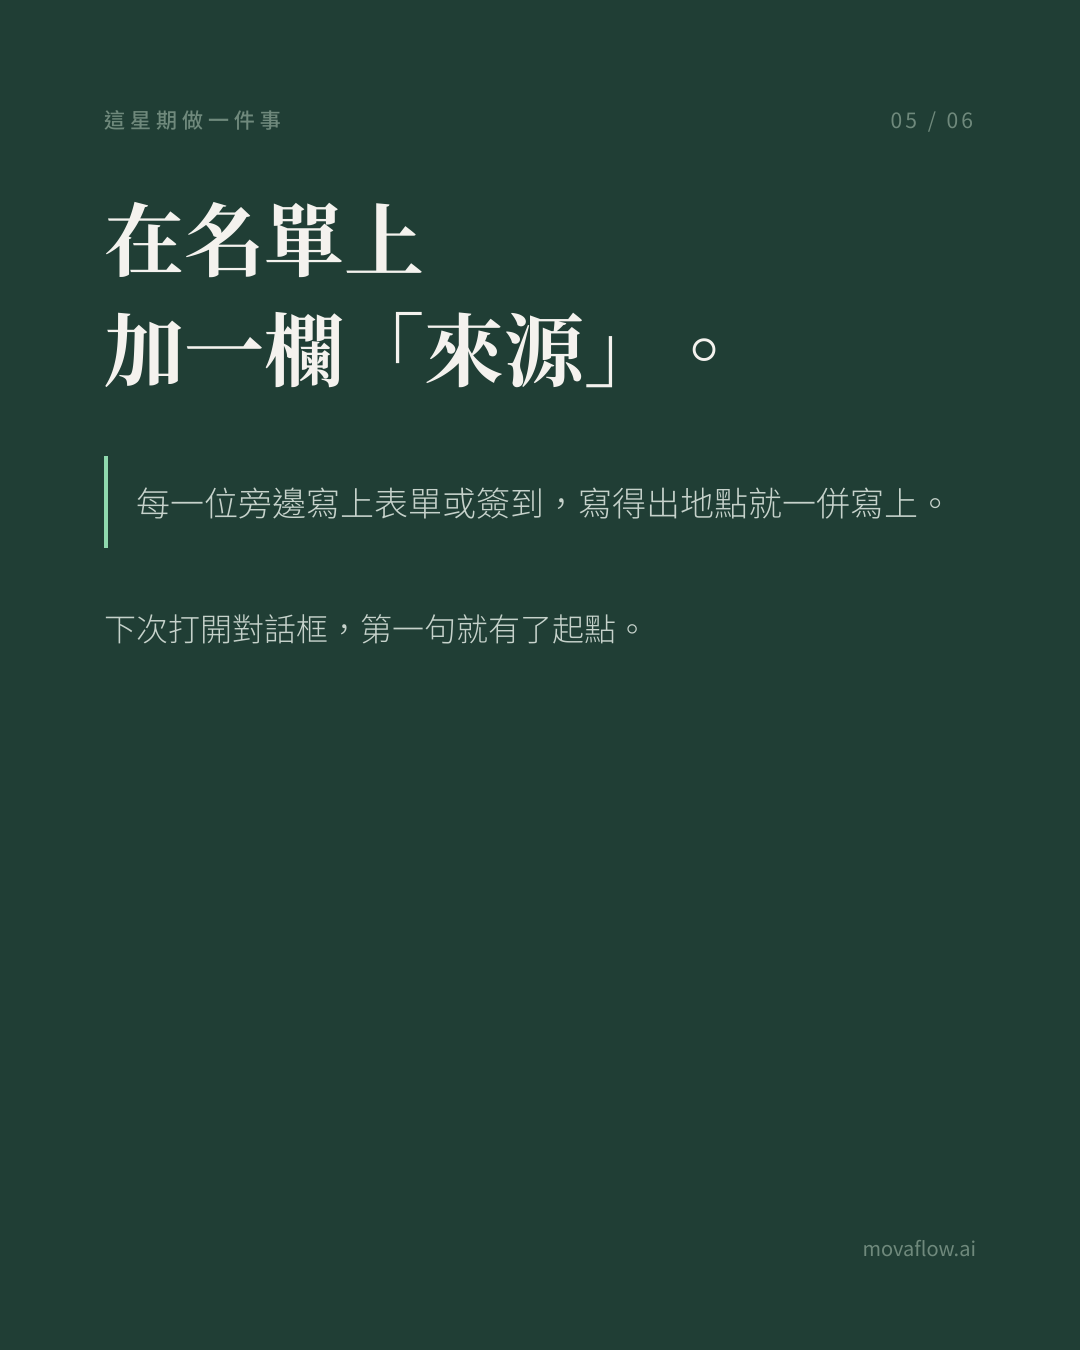 這星期做一件事
05 / 06
在名單上
加一欄「來源」。
每一位旁邊寫上表單或簽到，寫得出地點就一併寫上。
下次打開對話框，第一句就有了起點。
movaflow.ai